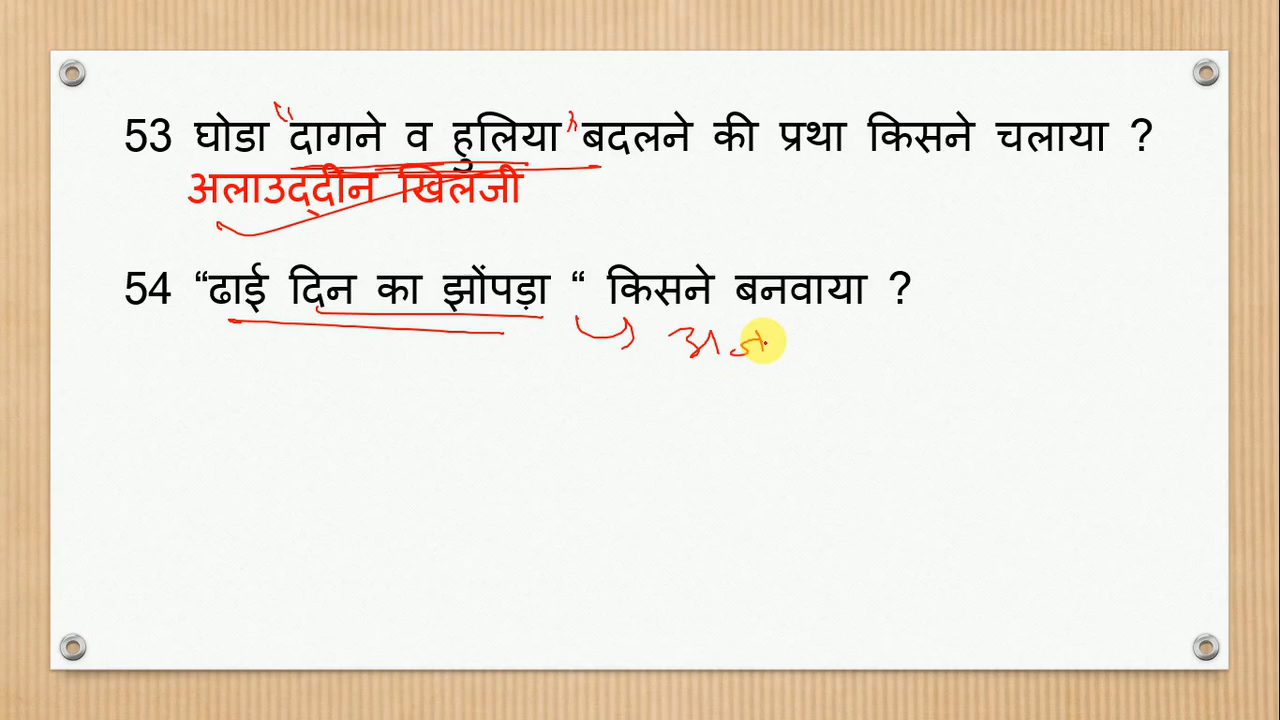 53 घोडा दागने व हुलिया बदलने की प्रथा किसने चलाया ?
अलाउद्दीन खिलजी
54 “ढाई दिन का झोंपड़ा “ किसने बनवाया ?